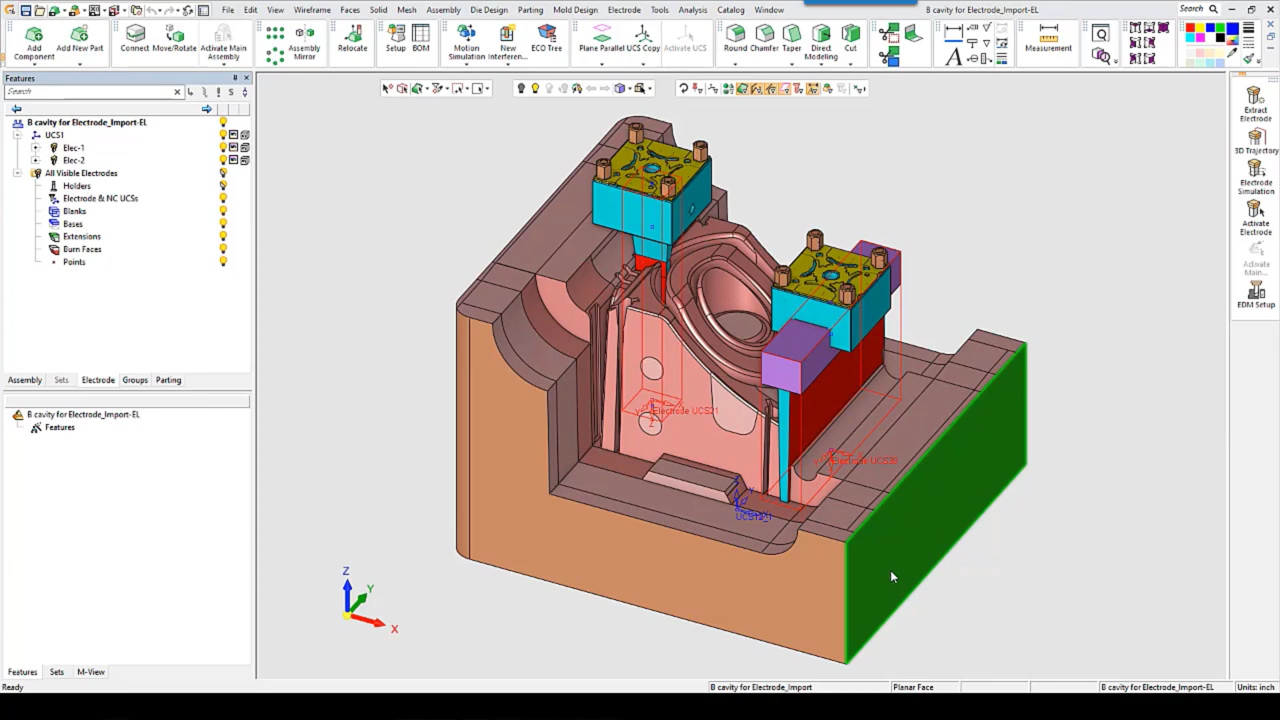 File Edit View Wireframe Faces Solid Mesh Assembly Die Design Parting Mold Design Electrode Tools Analysis Catalog Window
B cavity for Electrode_Import-EL
Search
Add Component
Add New Part
Connect
Move/Rotate
Activate Main Assembly
Assembly Mirror
Relocate
Setup
BOM
Motion Simulation
New Interferen...
ECO Tree
Plane Parallel
UCS Copy
Activate UCS
Round
Chamfer
Taper
Direct Modeling
Cut
Measurement
Features
Search
B cavity for Electrode_Import-EL
UCS1
Elec-1
Elec-2
All Visible Electrodes
Holders
Electrode & NC UCSs
Blanks
Bases
Extensions
Burn Faces
Points
Assembly Sets Electrode Groups Parting
B cavity for Electrode_Import-EL
Features
Features Sets M-View
Z
Y
X
Extract Electrode
3D Trajectory
Electrode Simulation
Activate Electrode
Activate Main...
EDM Setup
Ready
B cavity for Electrode_Import
Planar Face
B cavity for Electrode_Import-EL
Units: inch